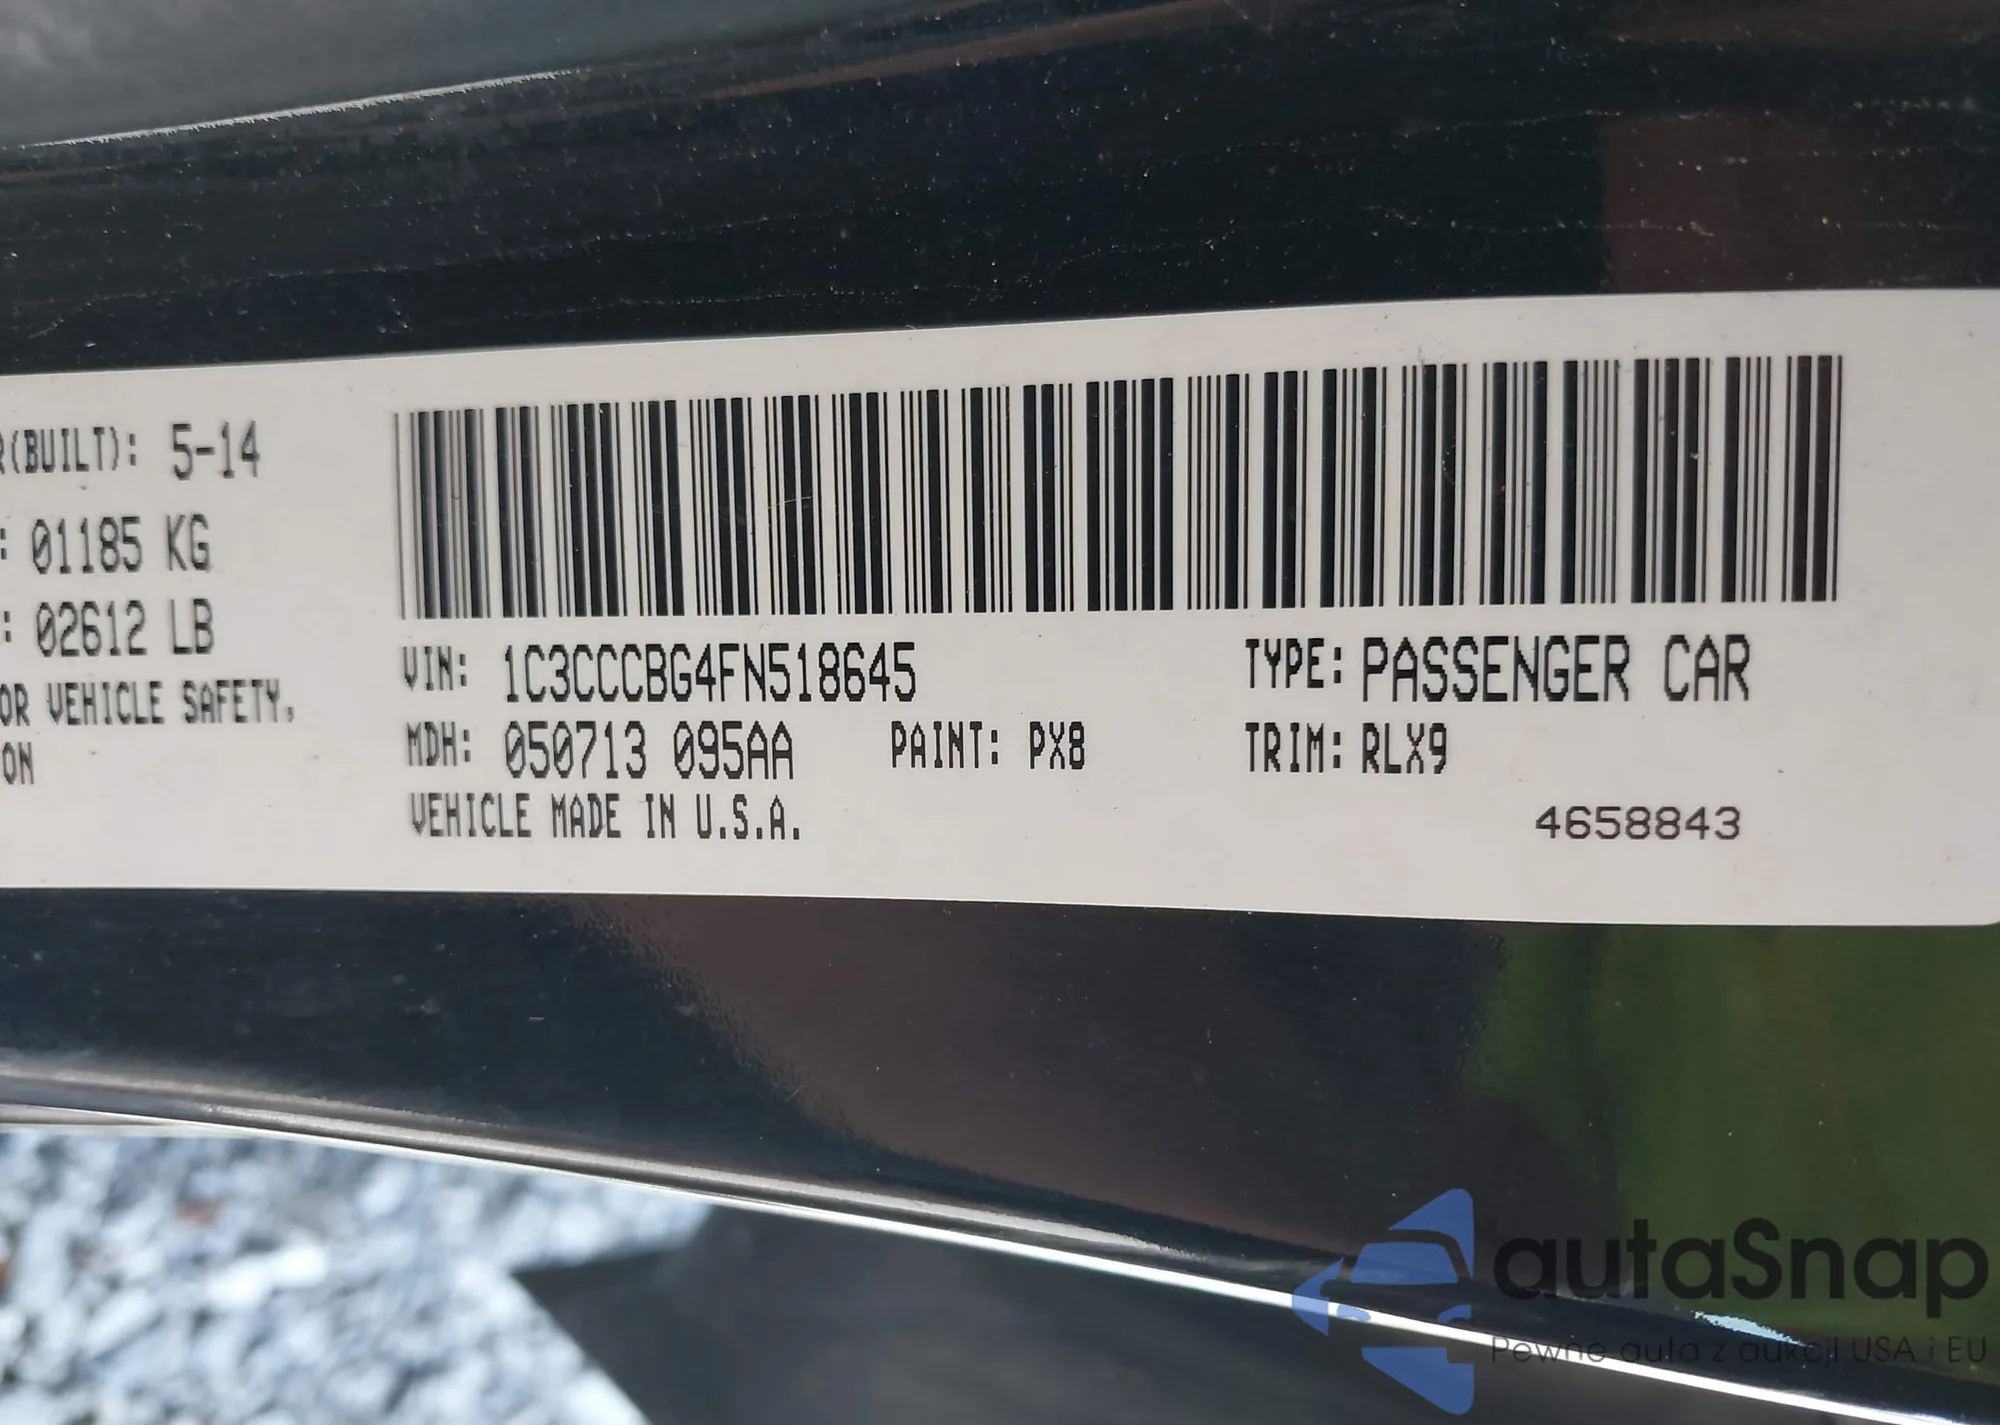 R(BUILT): 5-14
: 01185 KG
: 02612 LB
OR VEHICLE SAFETY,
ON
VIN: 1C3CCCBG4FN518645
TYPE: PASSENGER CAR
MDH: 050713 095AA
PAINT: PX8
TRIM: RLX9
VEHICLE MADE IN U.S.A.
4658843
autaSnap
Pewne auta z aukcji USA i EU